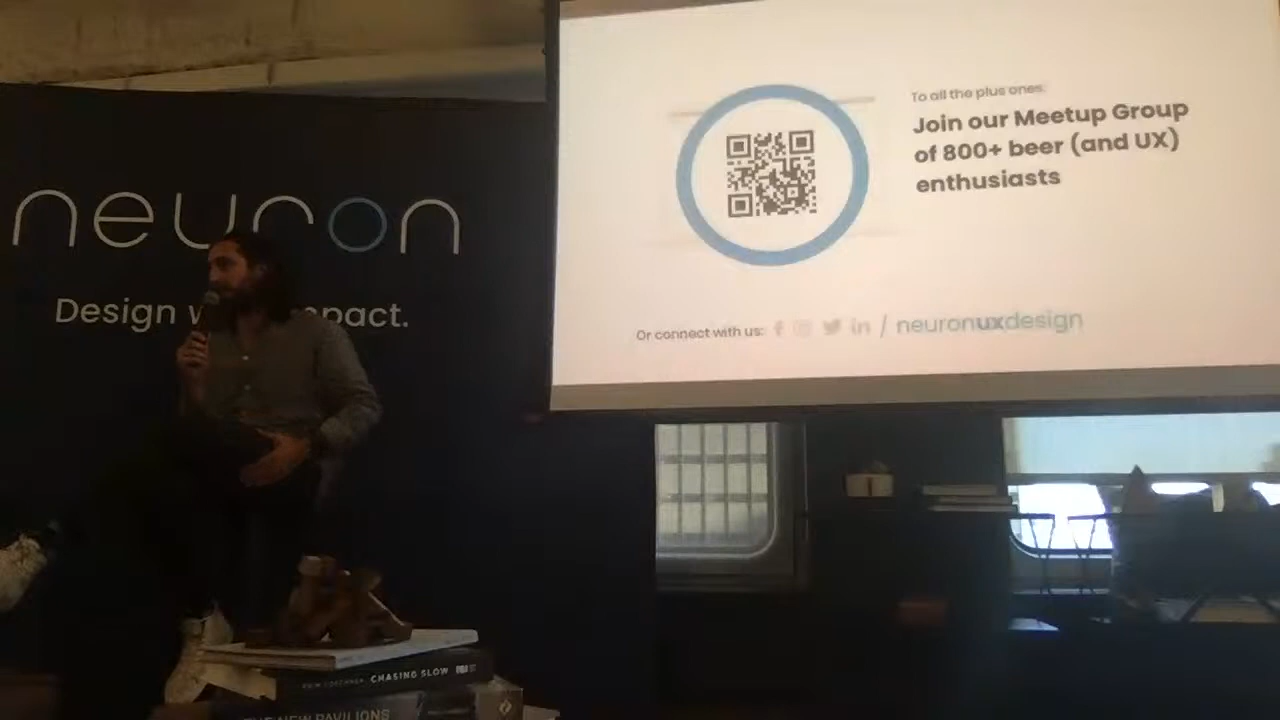 neuron
Design pact.
To all the plus ones:
Join our Meetup Group
of 800+ beer (and UX)
enthusiasts
Or connect with us: / neuronuxdesign
CHASING SLOW
NEW PAVILIONS